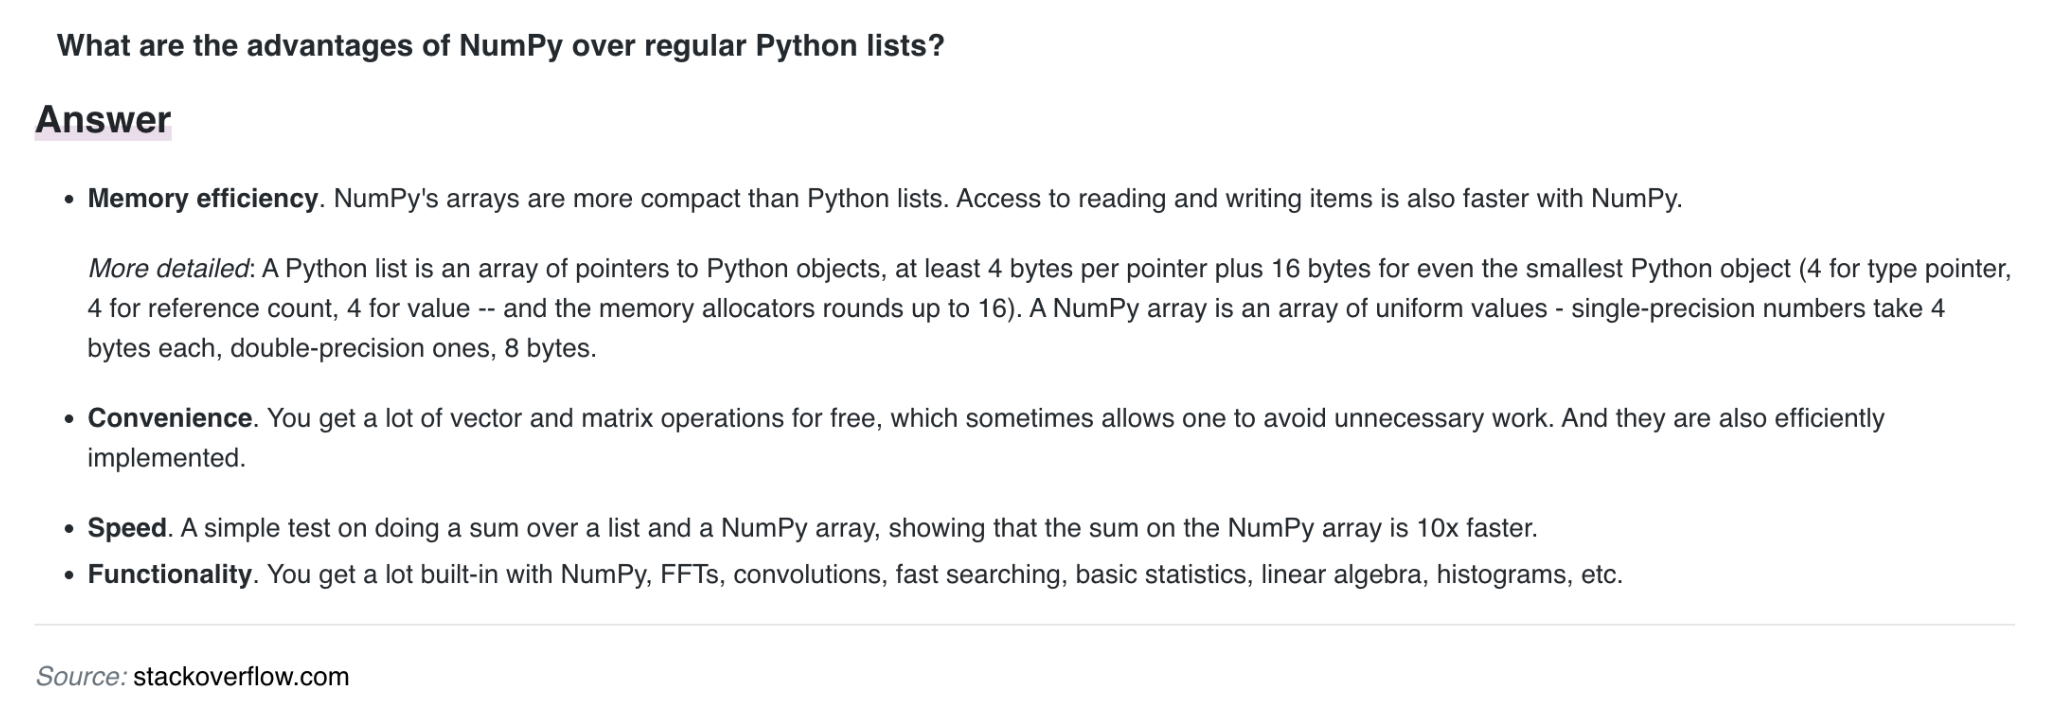 What are the advantages of NumPy over regular Python lists?
Answer
• Memory efficiency. NumPy's arrays are more compact than Python lists. Access to reading and writing items is also faster with NumPy.
More detailed: A Python list is an array of pointers to Python objects, at least 4 bytes per pointer plus 16 bytes for even the smallest Python object (4 for type pointer,
4 for reference count, 4 for value -- and the memory allocators rounds up to 16). A NumPy array is an array of uniform values - single-precision numbers take 4
bytes each, double-precision ones, 8 bytes.
• Convenience. You get a lot of vector and matrix operations for free, which sometimes allows one to avoid unnecessary work. And they are also efficiently
implemented.
• Speed. A simple test on doing a sum over a list and a NumPy array, showing that the sum on the NumPy array is 10x faster.
• Functionality. You get a lot built-in with NumPy, FFTs, convolutions, fast searching, basic statistics, linear algebra, histograms, etc.
Source: stackoverflow.com